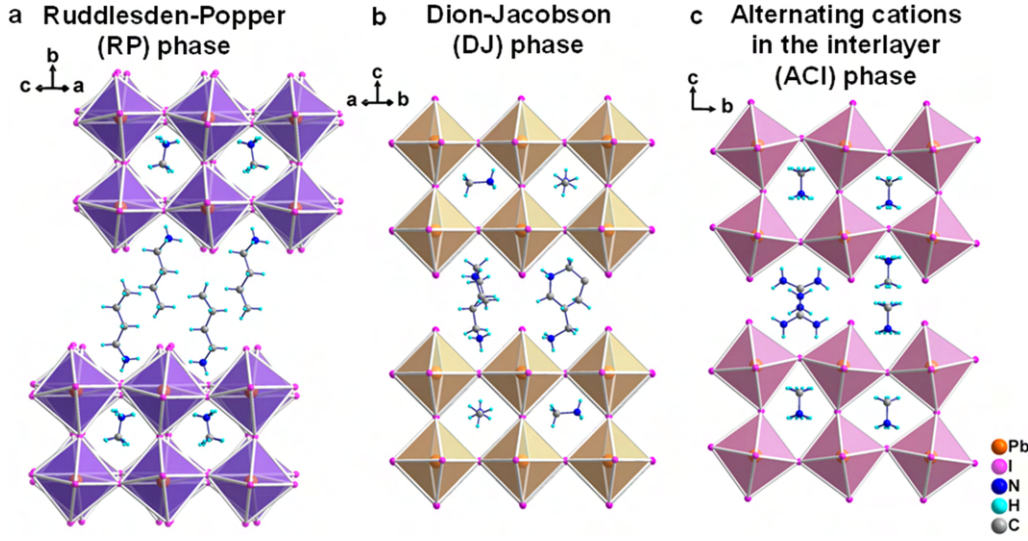 a Ruddlesden-Popper
(RP) phase
b
c a
b Dion-Jacobson
(DJ) phase
c
a b
c Alternating cations
in the interlayer
(ACI) phase
c
b
Pb
I
N
H
C